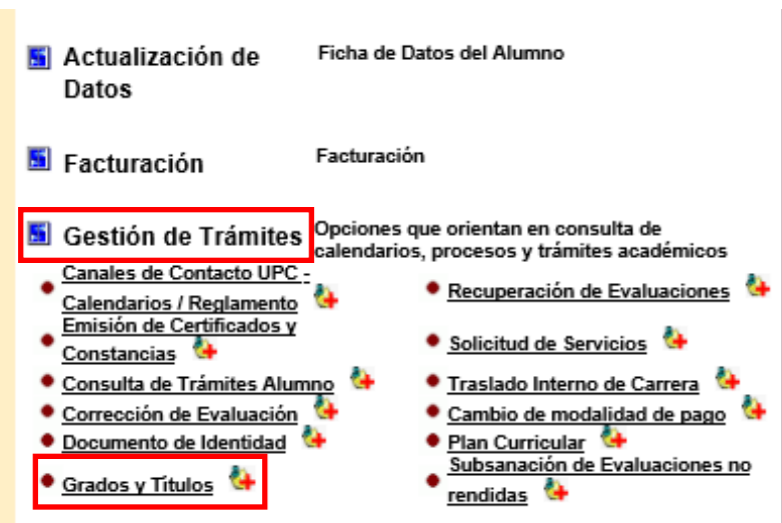 Actualización de
Datos
Ficha de Datos del Alumno
Facturación
Facturación
Gestión de Trámites
Opciones que orientan en consulta de
calendarios, procesos y trámites académicos
Canales de Contacto UPC -
Calendarios / Reglamento
Emisión de Certificados y
Constancias
Consulta de Trámites Alumno
Corrección de Evaluación
Documento de Identidad
Grados y Títulos
Recuperación de Evaluaciones
Solicitud de Servicios
Traslado Interno de Carrera
Cambio de modalidad de pago
Plan Curricular
Subsanación de Evaluaciones no
rendidas